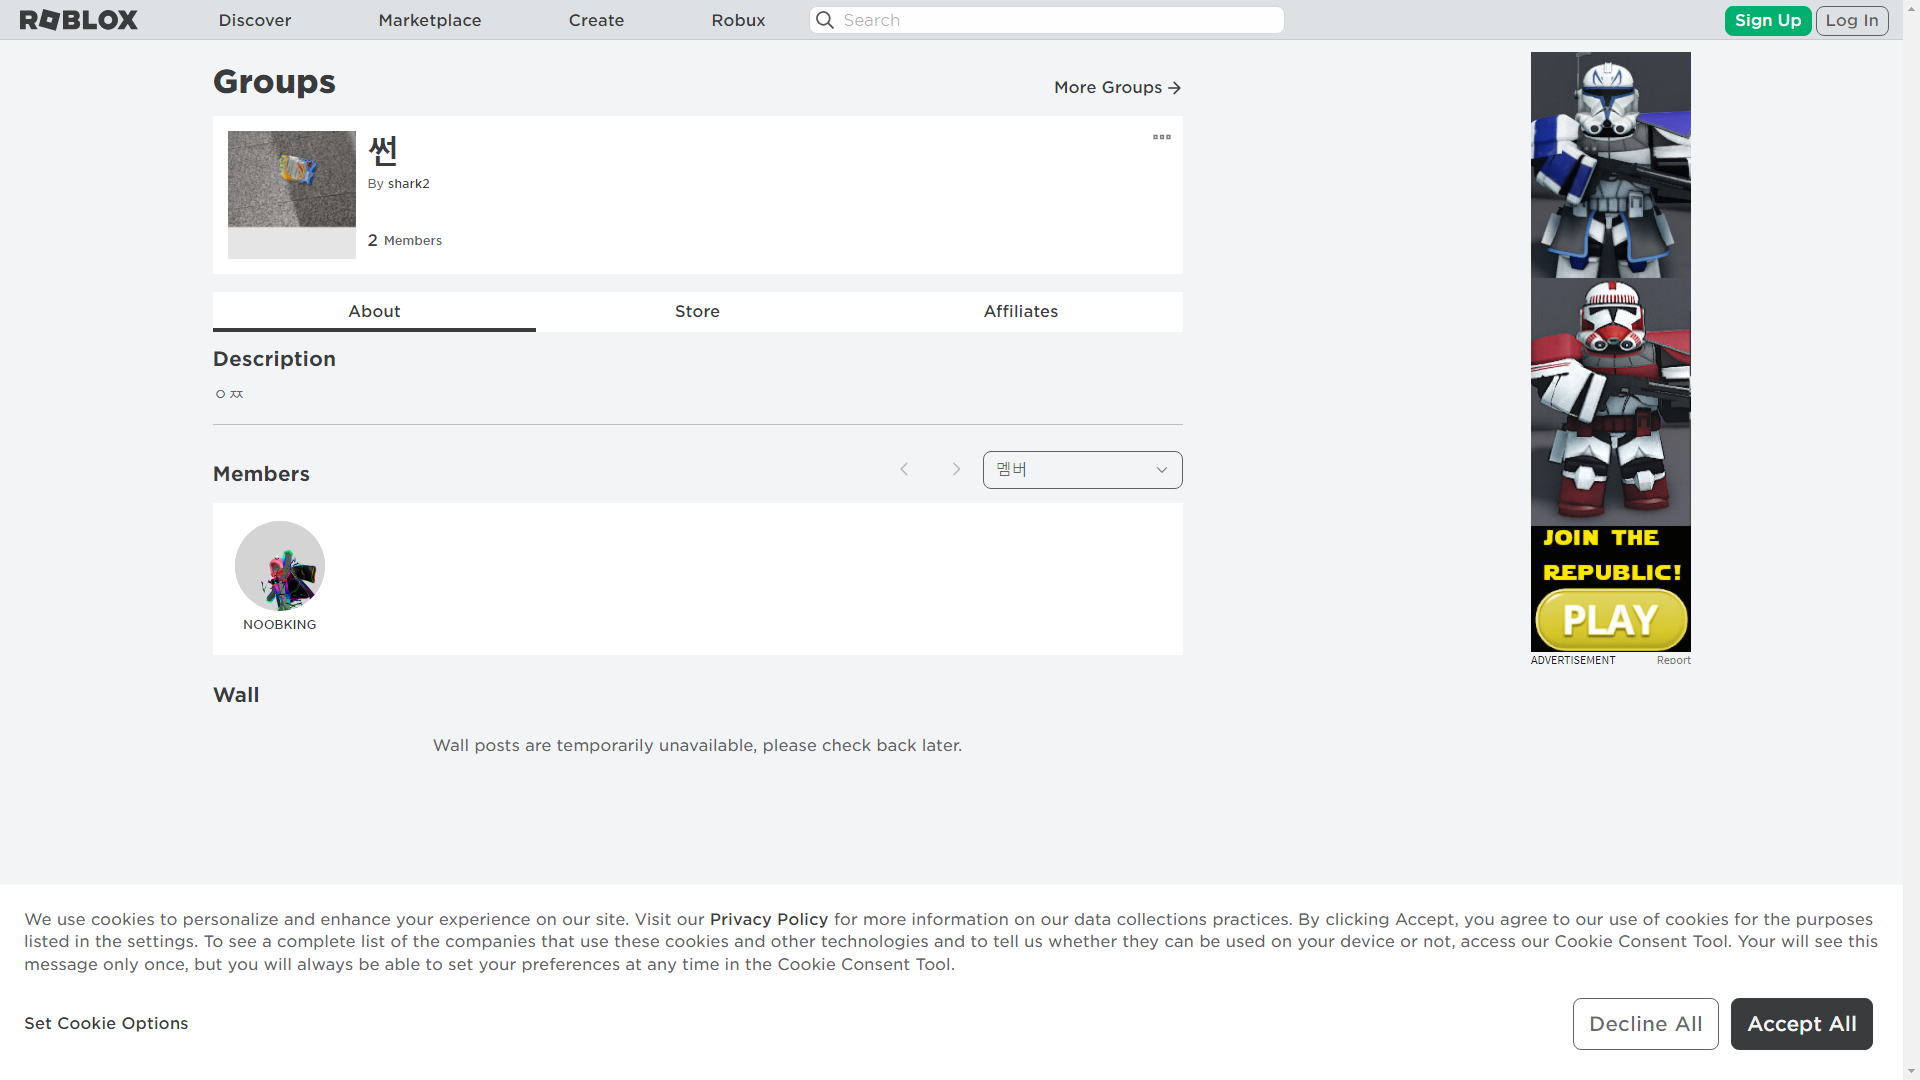 ROBLOX
Discover
Marketplace
Create
Robux
Search
Sign Up
Log In
Groups
More Groups
썬
By shark2
2 Members
About
Store
Affiliates
Description
ㅇ ㅉ
Members
멤버
NOOBKING
Wall
Wall posts are temporarily unavailable, please check back later.
JOIN THE
REPUBLIC!
PLAY
ADVERTISEMENT
Report
We use cookies to personalize and enhance your experience on our site. Visit our Privacy Policy for more information on our data collections practices. By clicking Accept, you agree to our use of cookies for the purposes
listed in the settings. To see a complete list of the companies that use these cookies and other technologies and to tell us whether they can be used on your device or not, access our Cookie Consent Tool. Your will see this
message only once, but you will always be able to set your preferences at any time in the Cookie Consent Tool.
Set Cookie Options
Decline All
Accept All